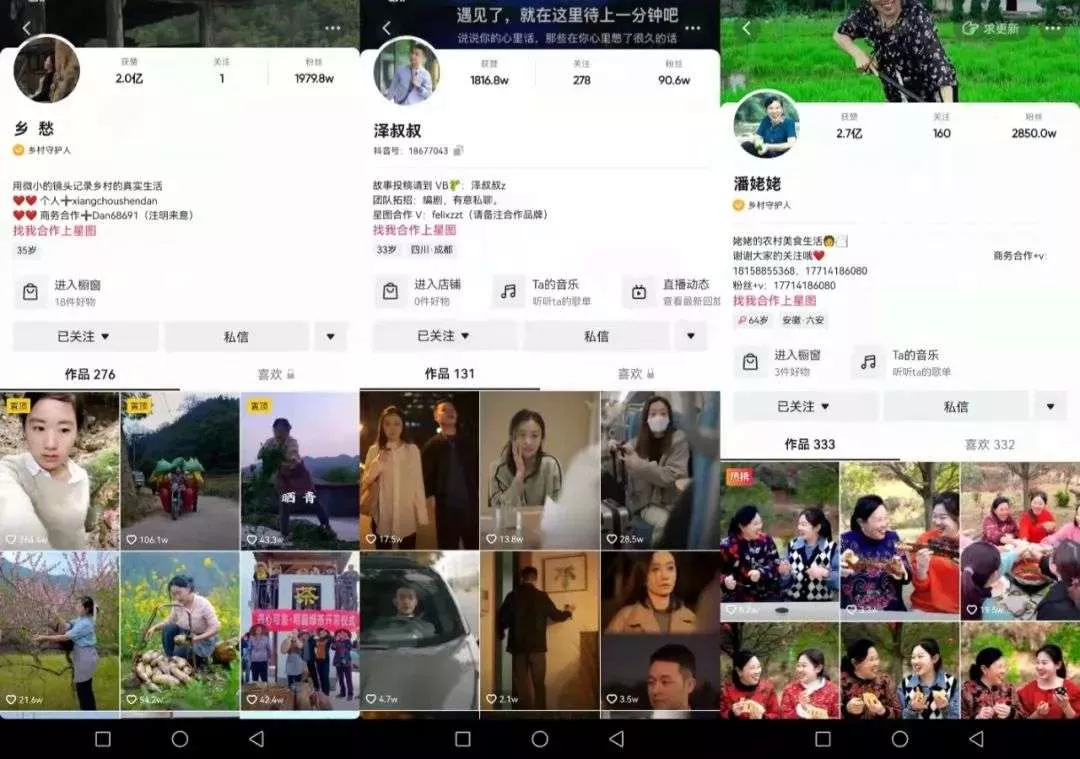 获赞
关注
粉丝
2.0亿
1
1979.8w
乡 愁
乡村守护人
用微小的镜头记录乡村的真实生活
❤❤ 个人➕xiangchoushendan
❤❤ 商务合作➕Dan68691（注明来意）
找我合作上星图
35岁
进入橱窗
18件好物
已关注
私信
作品 276
喜欢
置顶
置顶
置顶
晒 青
106.1w
43.3w
21.6w
54.2w
42.4w
遇见了，就在这里待上一分钟吧
说说你的心里话，那些在你心里憋了很久的话
获赞
关注
粉丝
1816.8w
278
90.6w
泽叔叔
抖音号：18677043
故事投稿请到 VB：泽叔叔z
团队拓招：编剧，有意私聊。
星图合作 V：felixzzt（请备注合作品牌）
找我合作上星图
33岁
四川·成都
进入店铺
0件好物
Ta的音乐
听听ta的歌单
直播动态
查看最新回放
已关注
私信
作品 131
喜欢
17.5w
13.8w
28.5w
4.7w
2.1w
3.5w
求更新
获赞
关注
粉丝
2.7亿
160
2850.0w
潘姥姥
乡村守护人
姥姥的农村美食生活
谢谢大家的关注哦❤ 商务合作+v:
18158855368、17714186080
粉丝+v：17714186080
找我合作上星图
64岁
安徽·六安
进入橱窗
3件好物
Ta的音乐
听听ta的歌单
已关注
私信
作品 333
喜欢 332